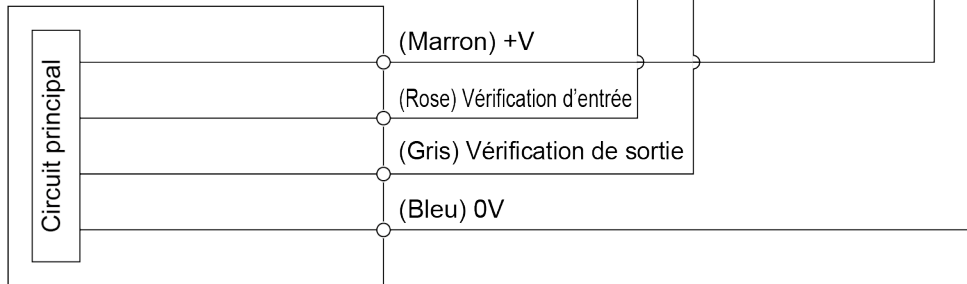 Circuit principal
(Marron) +V
(Rose) Vérification d'entrée
(Gris) Vérification de sortie
(Bleu) 0V